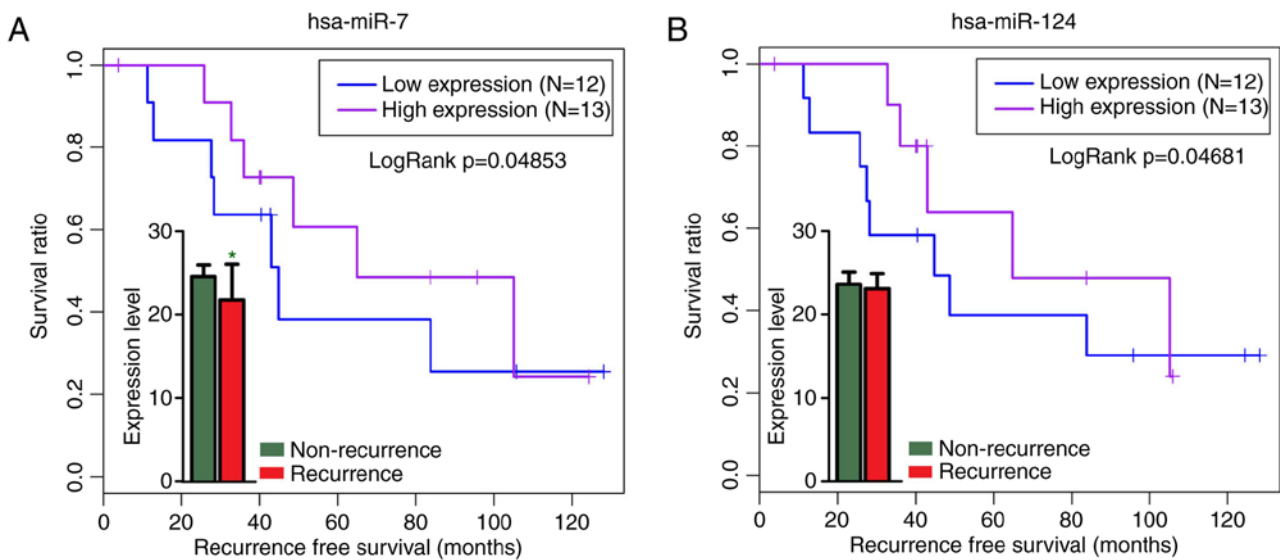 A
hsa-miR-7
Low expression (N=12)
High expression (N=13)
LogRank p=0.04853
Survival ratio
1.0
0.8
0.6
0.4
0.2
0.0
Expression level
30
20
10
0
*
Non-recurrence
Recurrence
0 20 40 60 80 100 120
Recurrence free survival (months)
B
hsa-miR-124
Low expression (N=12)
High expression (N=13)
LogRank p=0.04681
Survival ratio
1.0
0.8
0.6
0.4
0.2
0.0
Expression level
30
20
10
0
Non-recurrence
Recurrence
0 20 40 60 80 100 120
Recurrence free survival (months)